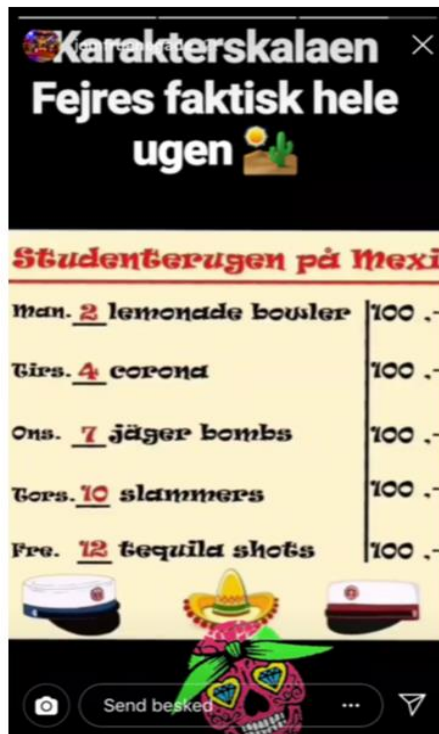 Karakterskalaen
Fejres faktisk hele
ugen
Studenterugen på Mexi
Man. 2 lemonade bowler 100 ,-
Tirs. 4 corona 100 ,-
Ons. 7 jäger bombs 100 ,-
Tors. 10 slammers 100 ,-
Fre. 12 tequila shots 100 ,-
Send besked